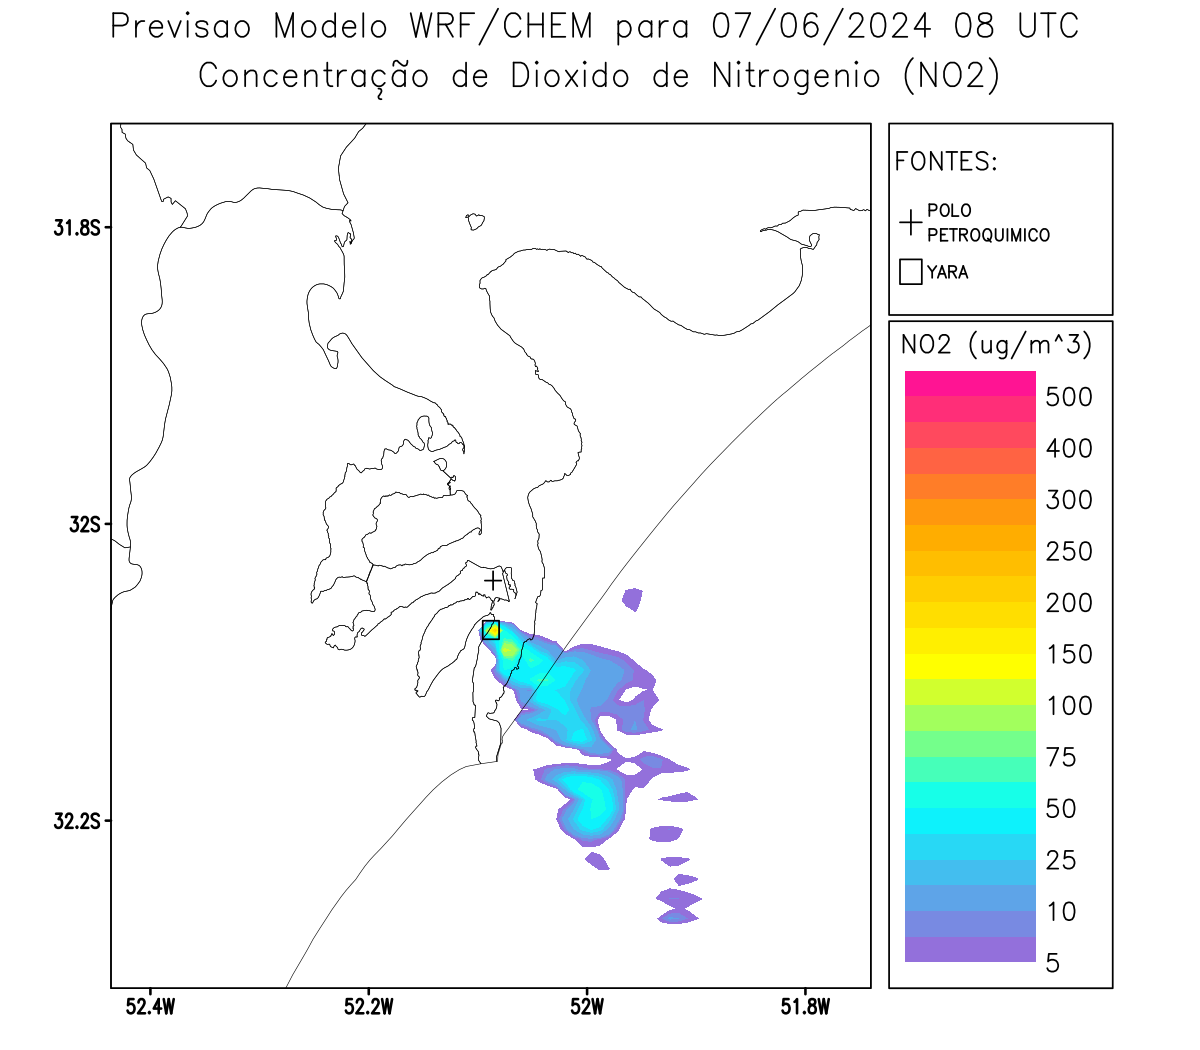 Previsao Modelo WRF/CHEM para 07/06/2024 08 UTC
Concentração de Dioxido de Nitrogenio (NO2)
FONTES:
POLO
PETROQUIMICO
YARA
NO2 (ug/m^3)
500
400
300
250
200
150
100
75
50
25
10
5
31.8S
32S
32.2S
52.4W
52.2W
52W
51.8W